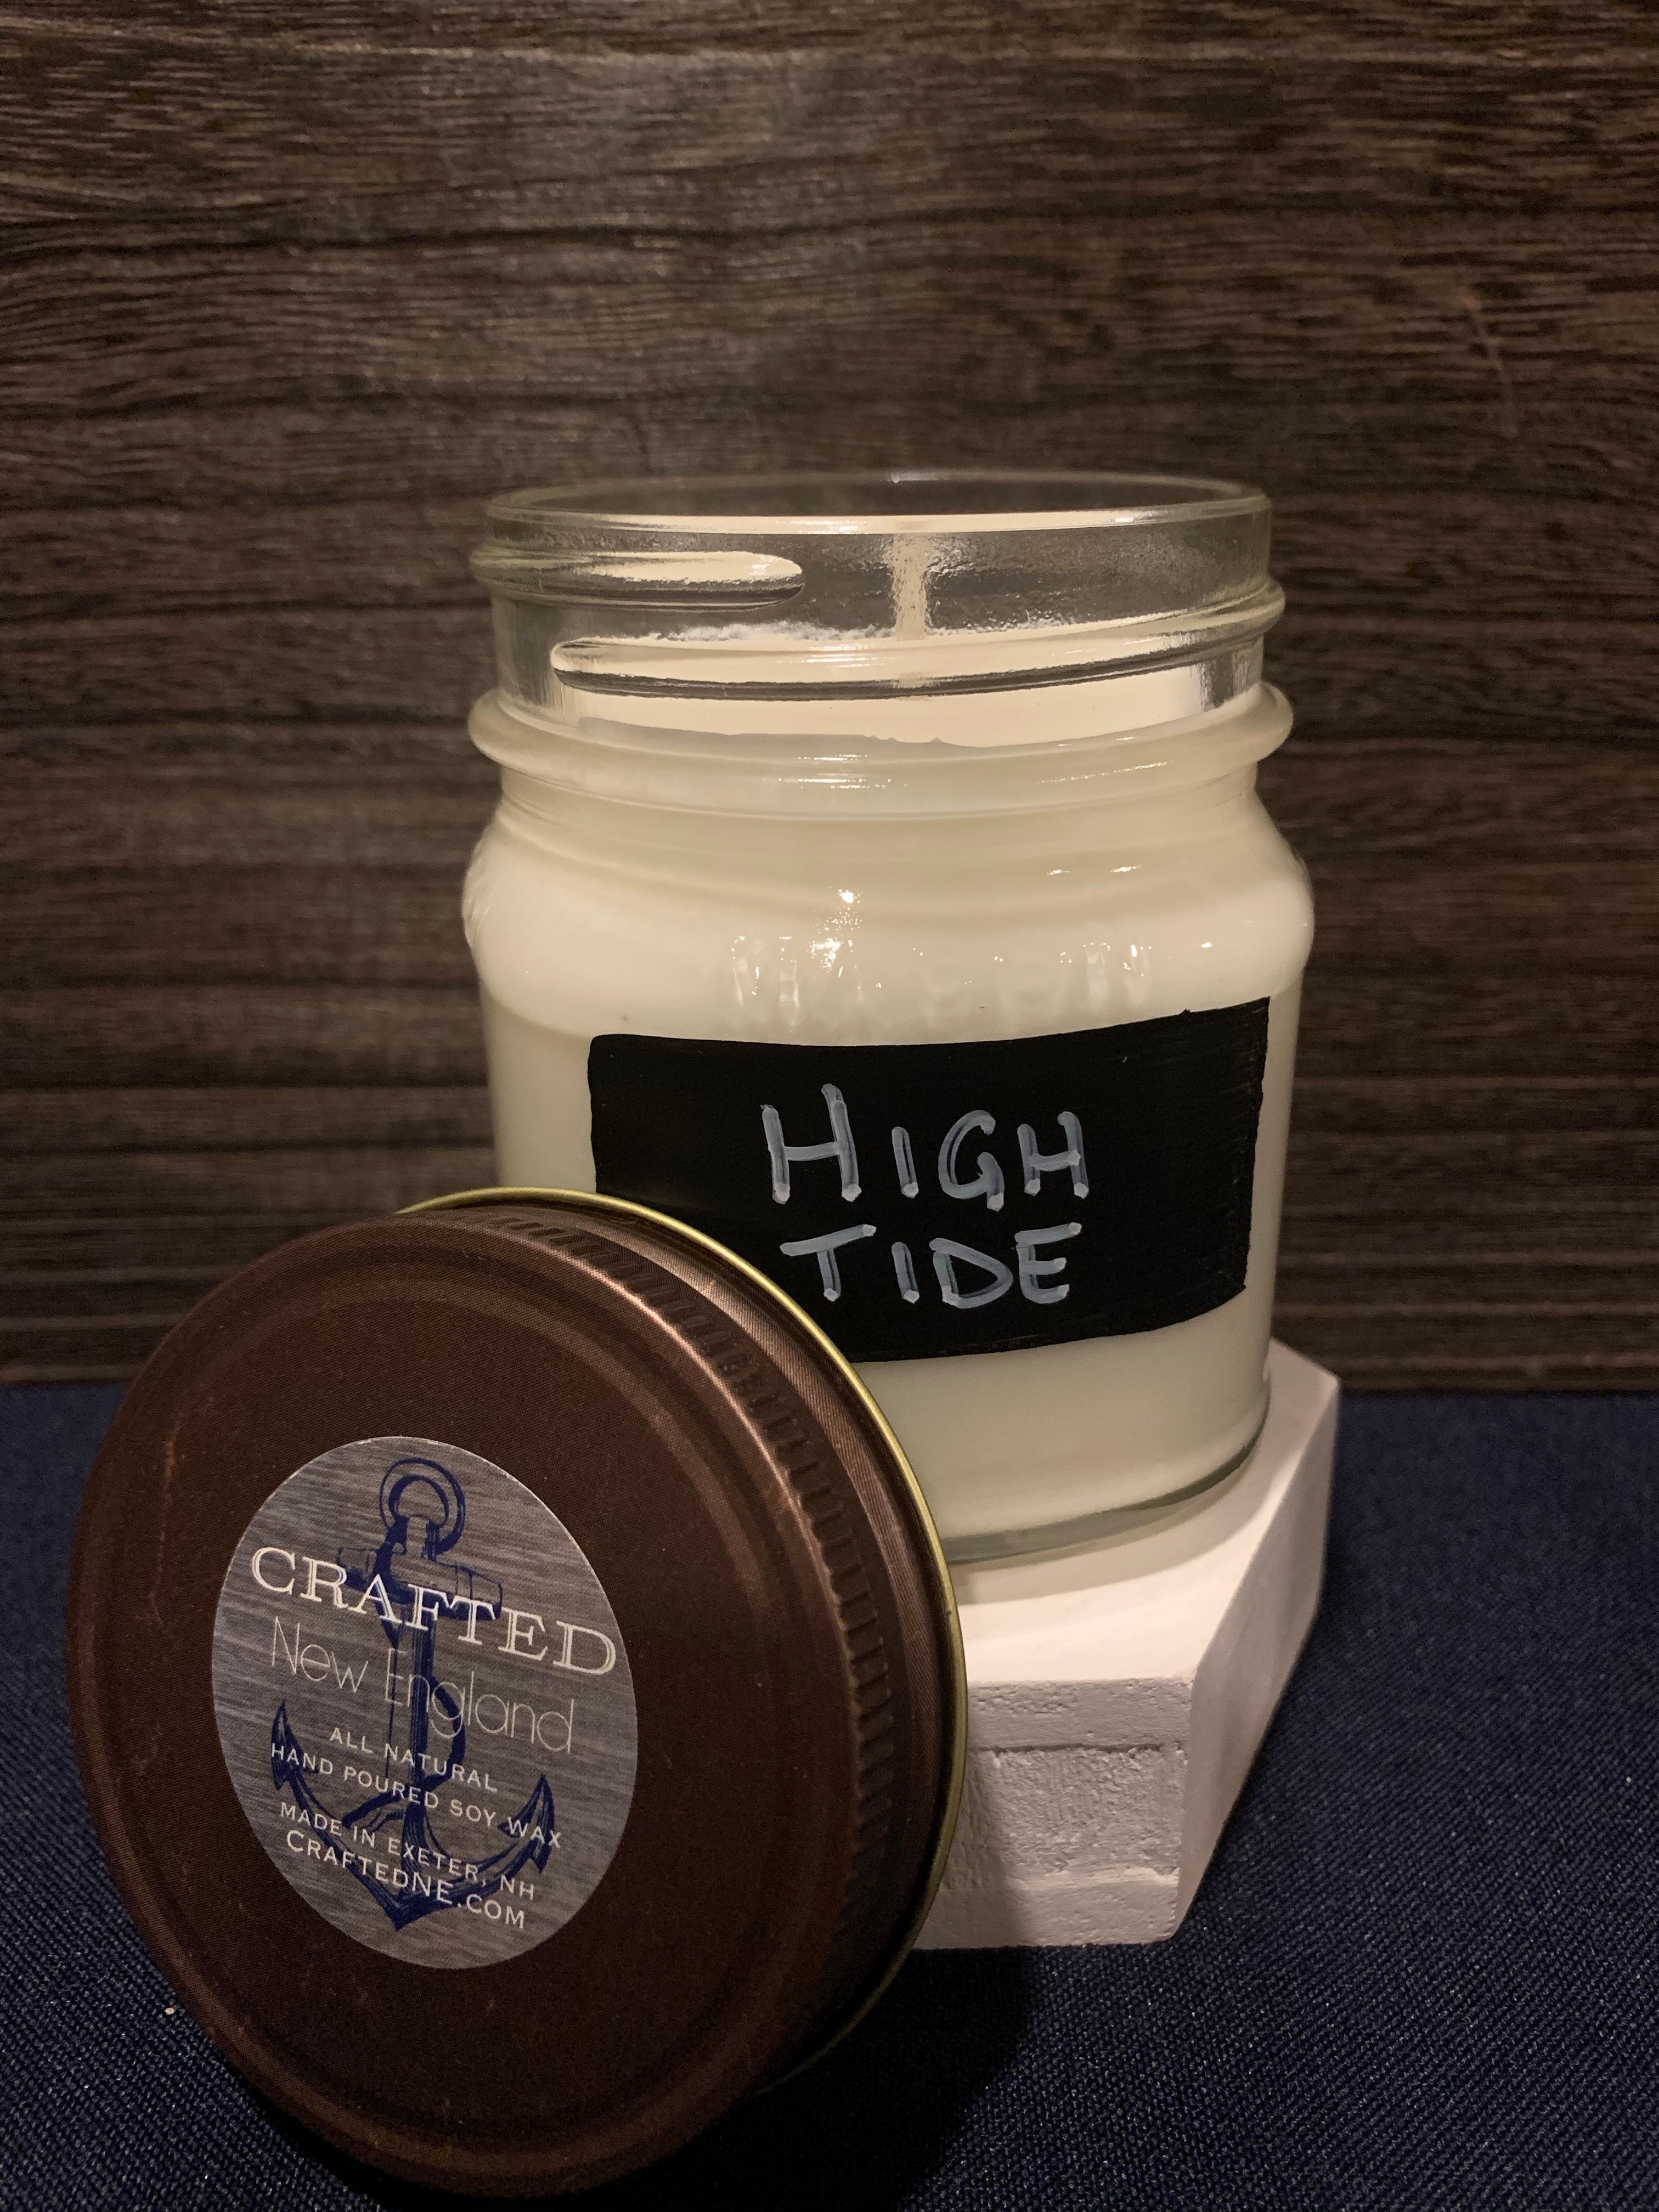 HIGH
TIDE
CRAFTED
New England
ALL NATURAL
HAND POURED SOY WAX
MADE IN EXETER, NH
CRAFTEDNE.COM